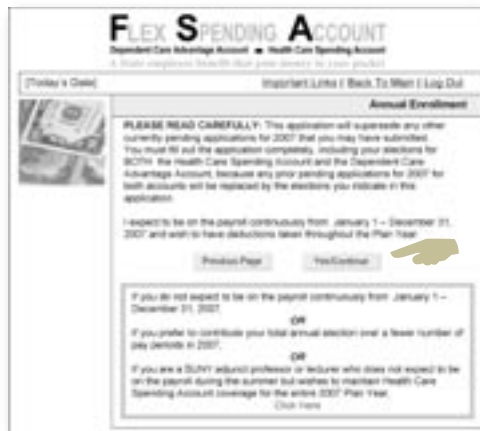 FLEX SPENDING ACCOUNT
Dependent Care Advantage Account Health Care Spending Account
A State employee benefit that puts money in your pocket
[Today's Date] Important Links | Back To Main | Log Out
Annual Enrollment
PLEASE READ CAREFULLY: This application will supersede any other
currently pending applications for 2007 that you may have submitted.
You must fill out the application completely, including your elections for
BOTH the Health Care Spending Account and the Dependent Care
Advantage Account, because any prior pending applications for 2007 for
both accounts will be replaced by the elections you indicate in this
application.
I expect to be on the payroll continuously from January 1 – December 31,
2007 and wish to have deductions taken throughout the Plan Year.
Previous Page Yes/Continue
If you do not expect to be on the payroll continuously from January 1 –
December 31, 2007,
OR
If you prefer to contribute your total annual election over a fewer number of
pay periods in 2007,
OR
If you are a SUNY adjunct professor or lecturer who does not expect to be
on the payroll during the summer but wishes to maintain Health Care
Spending Account coverage for the entire 2007 Plan Year,
Click Here